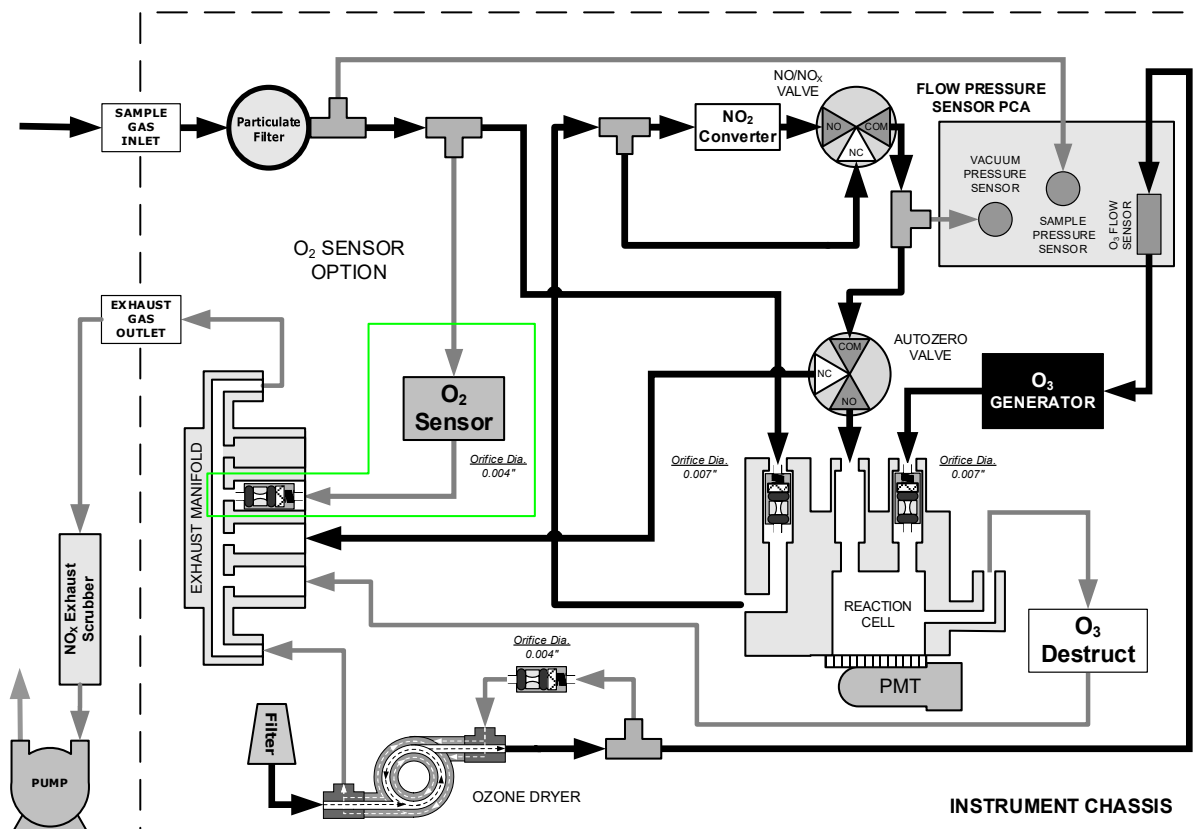 SAMPLE
GAS
INLET
Particulate
Filter
NO/NOX
VALVE
NO
COM
NC
NO2
Converter
FLOW PRESSURE
SENSOR PCA
VACUUM
PRESSURE
SENSOR
SAMPLE
PRESSURE
SENSOR
O3 FLOW
SENSOR
O2 SENSOR
OPTION
EXHAUST
GAS
OUTLET
AUTOZERO
VALVE
COM
NC
NO
O2
Sensor
O3
GENERATOR
Orifice Dia.
0.004"
Orifice Dia.
0.007"
Orifice Dia.
0.007"
EXHAUST MANIFOLD
NOX Exhaust
Scrubber
REACTION
CELL
O3
Destruct
PMT
Orifice Dia.
0.004"
Filter
PUMP
OZONE DRYER
INSTRUMENT CHASSIS